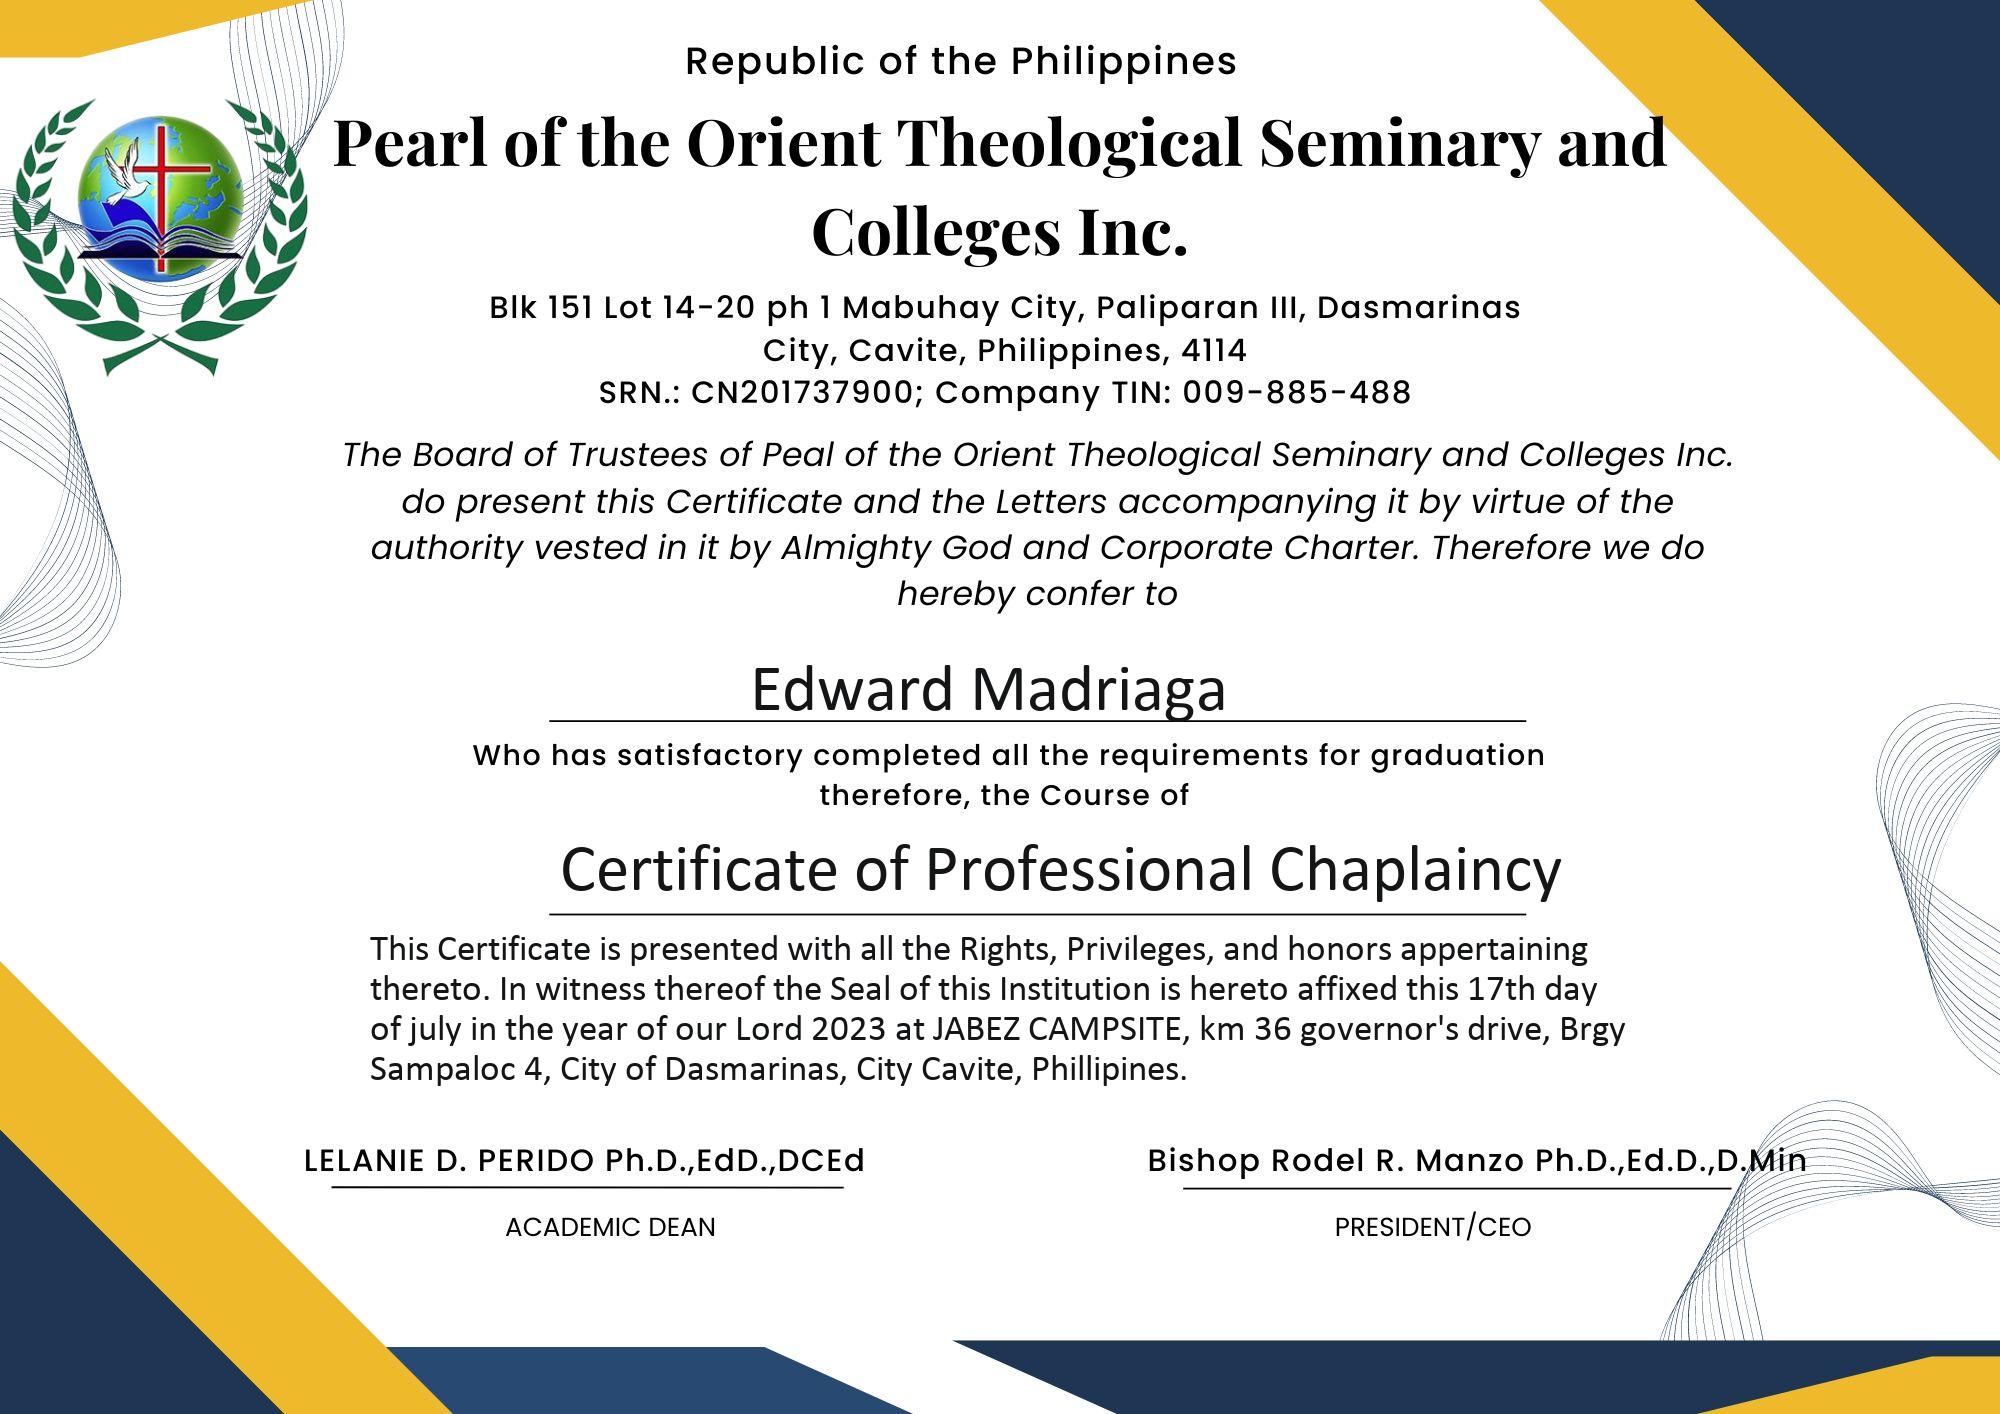 Republic of the Philippines
Pearl of the Orient Theological Seminary and
Colleges Inc.
Blk 151 Lot 14-20 ph 1 Mabuhay City, Paliparan III, Dasmarinas
City, Cavite, Philippines, 4114
SRN.: CN201737900; Company TIN: 009-885-488
The Board of Trustees of Peal of the Orient Theological Seminary and Colleges Inc.
do present this Certificate and the Letters accompanying it by virtue of the
authority vested in it by Almighty God and Corporate Charter. Therefore we do
hereby confer to
Edward Madriaga
Who has satisfactory completed all the requirements for graduation
therefore, the Course of
Certificate of Professional Chaplaincy
This Certificate is presented with all the Rights, Privileges, and honors appertaining
thereto. In witness thereof the Seal of this Institution is hereto affixed this 17th day
of july in the year of our Lord 2023 at JABEZ CAMPSITE, km 36 governor's drive, Brgy
Sampaloc 4, City of Dasmarinas, City Cavite, Phillipines.
LELANIE D. PERIDO Ph.D.,EdD.,DCEd
ACADEMIC DEAN
Bishop Rodel R. Manzo Ph.D.,Ed.D.,D.Min
PRESIDENT/CEO